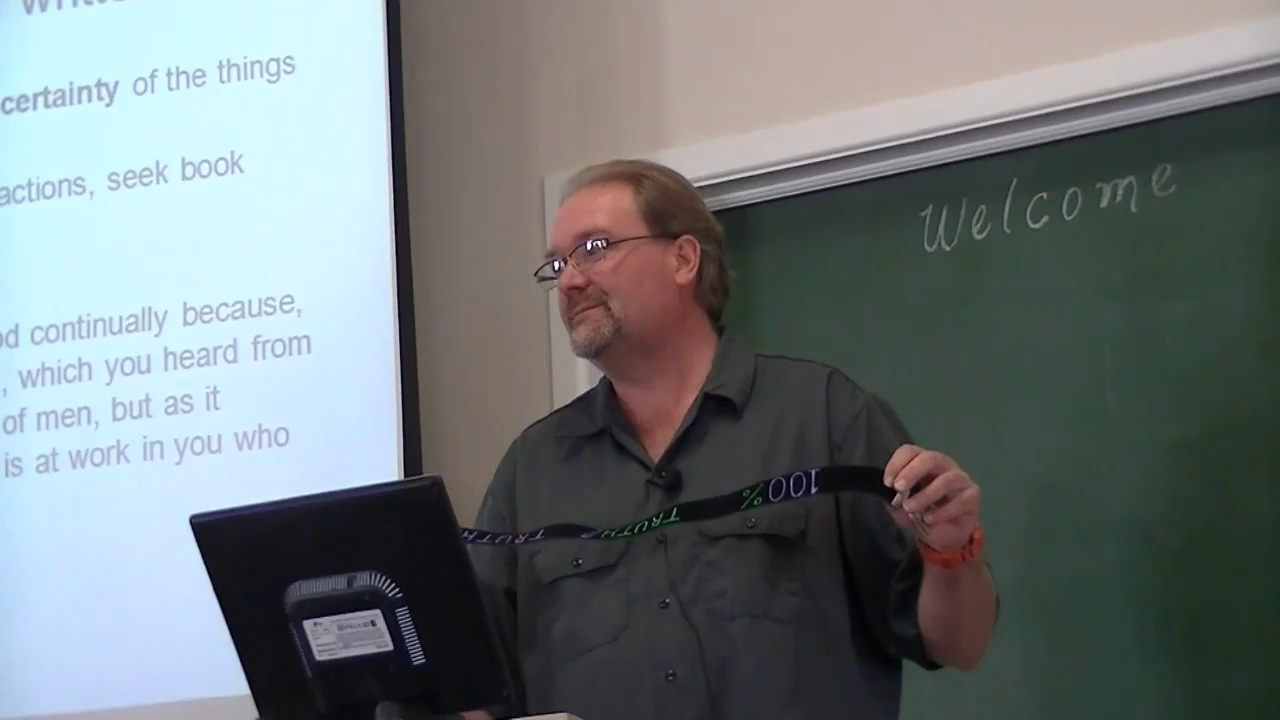 certainty of the things
actions, seek book
continually because,
, which you heard from
of men, but as it
is at work in you who
Welcome
100%
TRUTH
TRUTH